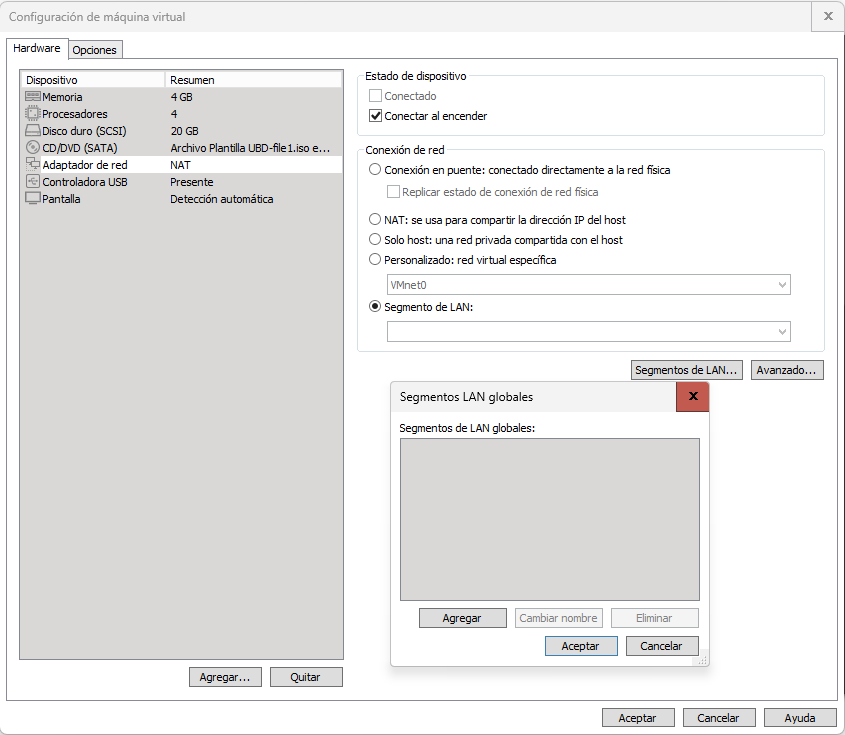 Configuración de máquina virtual
Hardware
Opciones
Dispositivo Resumen
Memoria 4 GB
Procesadores 4
Disco duro (SCSI) 20 GB
CD/DVD (SATA) Archivo Plantilla UBD-file1.iso e...
Adaptador de red NAT
Controladora USB Presente
Pantalla Detección automática
Agregar...
Quitar
Estado de dispositivo
Conectado
Conectar al encender
Conexión de red
Conexión en puente: conectado directamente a la red física
Replicar estado de conexión de red física
NAT: se usa para compartir la dirección IP del host
Solo host: una red privada compartida con el host
Personalizado: red virtual específica
VMnet0
Segmento de LAN:
Segmentos de LAN...
Avanzado...
Segmentos LAN globales
Segmentos de LAN globales:
Agregar
Cambiar nombre
Eliminar
Aceptar
Cancelar
Aceptar
Cancelar
Ayuda